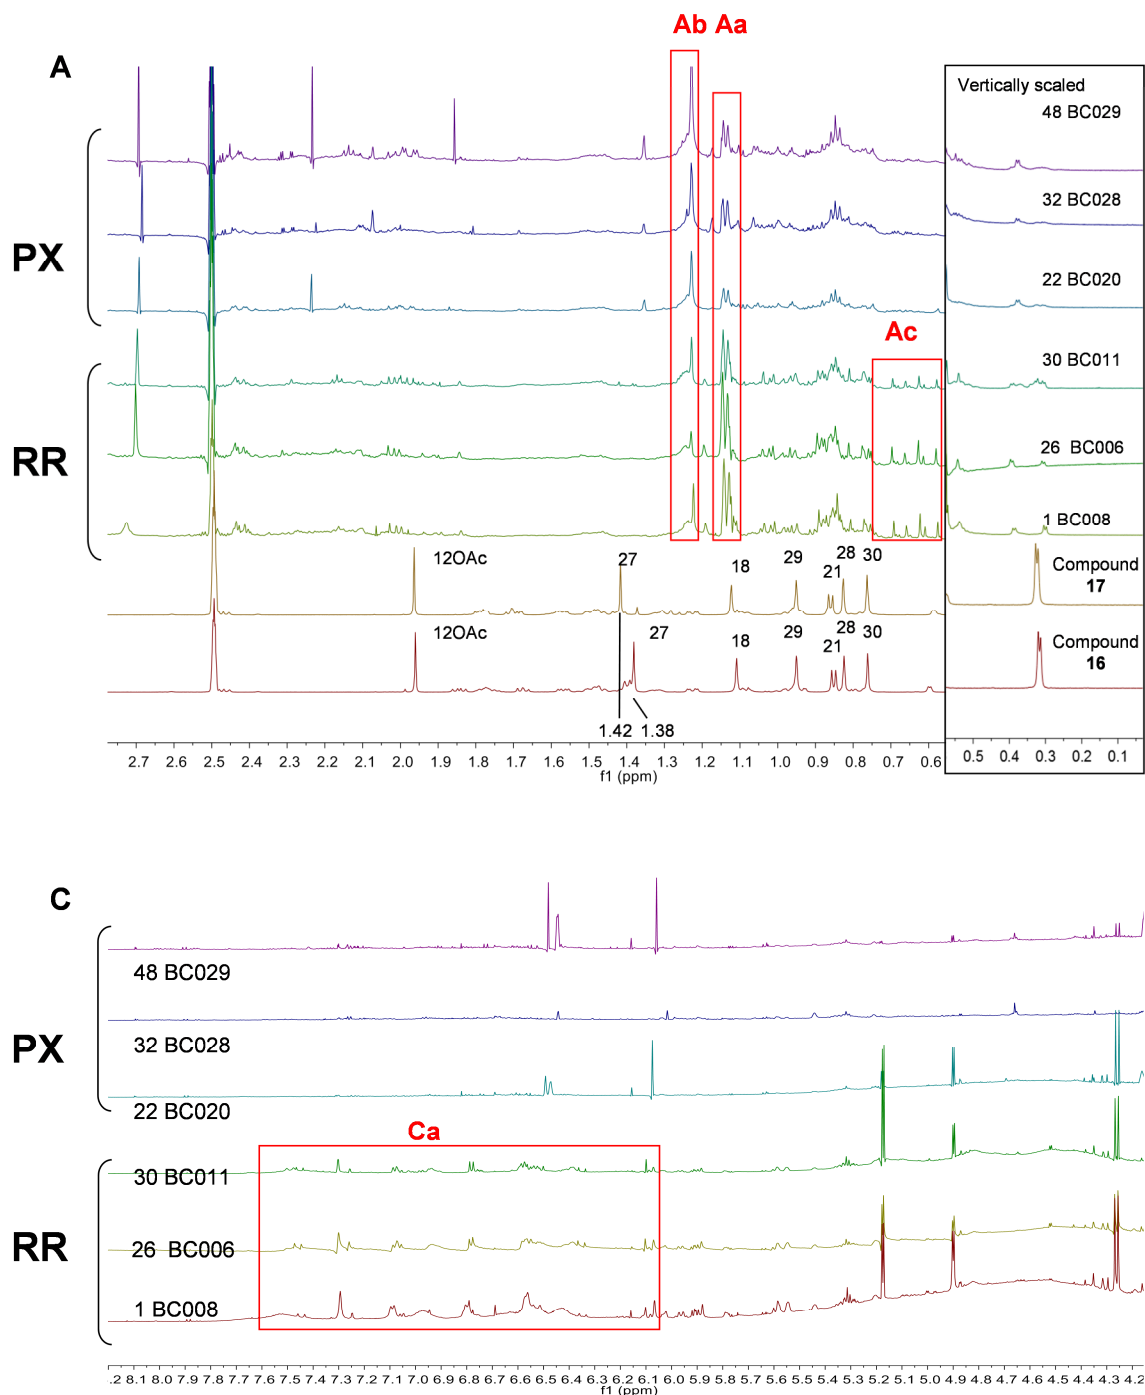 Ab Aa
A
Vertically scaled
48 BC029
PX
32 BC028
22 BC020
Ac
30 BC011
RR
26 BC006
1 BC008
12OAc 27 18 29 21 28 30
Compound
17
12OAc 27 18 29 21 28 30
Compound
16
1.42 1.38
2.7 2.6 2.5 2.4 2.3 2.2 2.1 2.0 1.9 1.8 1.7 1.6 1.5 1.4 1.3 1.2 1.1 1.0 0.9 0.8 0.7 0.6
0.5 0.4 0.3 0.2 0.1
f1 (ppm)
C
48 BC029
PX
32 BC028
22 BC020
Ca
30 BC011
RR
26 BC006
1 BC008
.2 8.1 8.0 7.9 7.8 7.7 7.6 7.5 7.4 7.3 7.2 7.1 7.0 6.9 6.8 6.7 6.6 6.5 6.4 6.3 6.2 6.1 6.0 5.9 5.8 5.7 5.6 5.5 5.4 5.3 5.2 5.1 5.0 4.9 4.8 4.7 4.6 4.5 4.4 4.3 4.2
f1 (ppm)